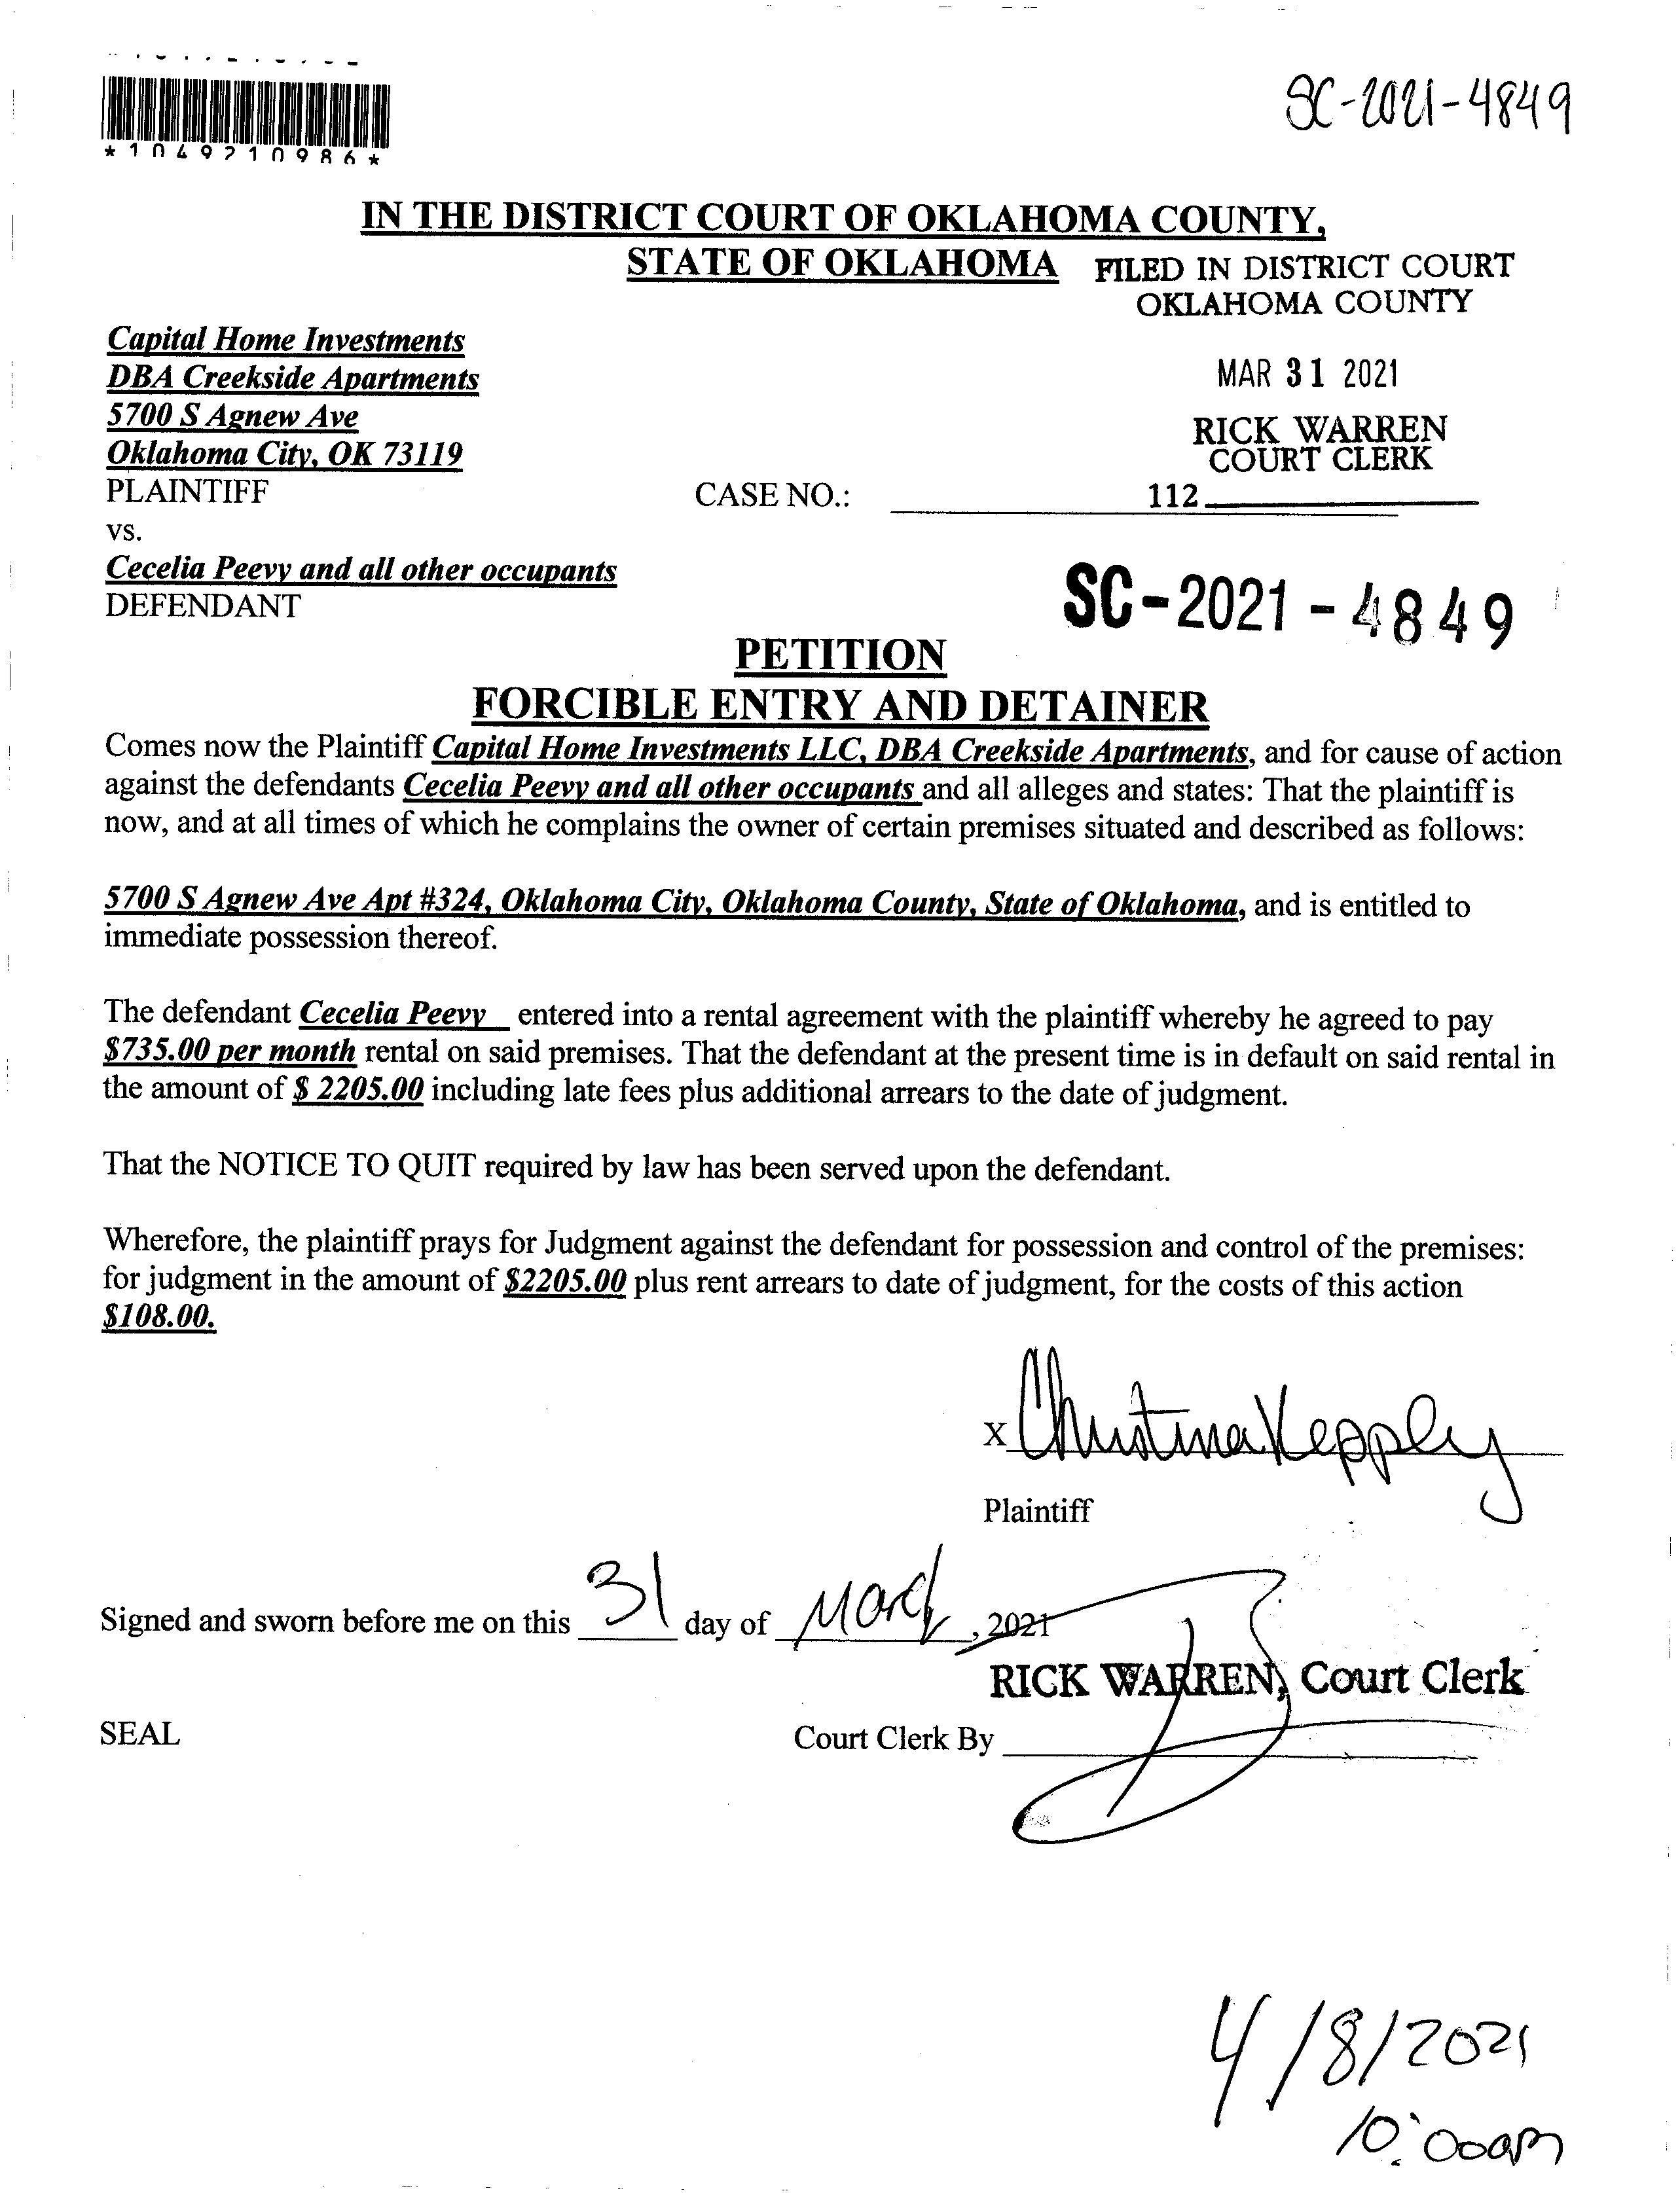 *1049210986*
SC-2021-4849
IN THE DISTRICT COURT OF OKLAHOMA COUNTY,
STATE OF OKLAHOMA
FILED IN DISTRICT COURT
OKLAHOMA COUNTY
MAR 31 2021
RICK WARREN
COURT CLERK
112
Capital Home Investments
DBA Creekside Apartments
5700 S Agnew Ave
Oklahoma City, OK 73119
PLAINTIFF
CASE NO.:
vs.
Cecelia Peevy and all other occupants
DEFENDANT
SC-2021-4849
PETITION
FORCIBLE ENTRY AND DETAINER
Comes now the Plaintiff Capital Home Investments LLC, DBA Creekside Apartments, and for cause of action
against the defendants Cecelia Peevy and all other occupants and all alleges and states: That the plaintiff is
now, and at all times of which he complains the owner of certain premises situated and described as follows:
5700 S Agnew Ave Apt #324, Oklahoma City, Oklahoma County, State of Oklahoma, and is entitled to
immediate possession thereof.
The defendant Cecelia Peevy entered into a rental agreement with the plaintiff whereby he agreed to pay
$735.00 per month rental on said premises. That the defendant at the present time is in default on said rental in
the amount of $ 2205.00 including late fees plus additional arrears to the date of judgment.
That the NOTICE TO QUIT required by law has been served upon the defendant.
Wherefore, the plaintiff prays for Judgment against the defendant for possession and control of the premises:
for judgment in the amount of $2205.00 plus rent arrears to date of judgment, for the costs of this action
$108.00.
X Christina Kepply
Plaintiff
Signed and sworn before me on this 31 day of March, 2021
RICK WARREN, Court Clerk
SEAL
Court Clerk By
4/8/2021
10:00am